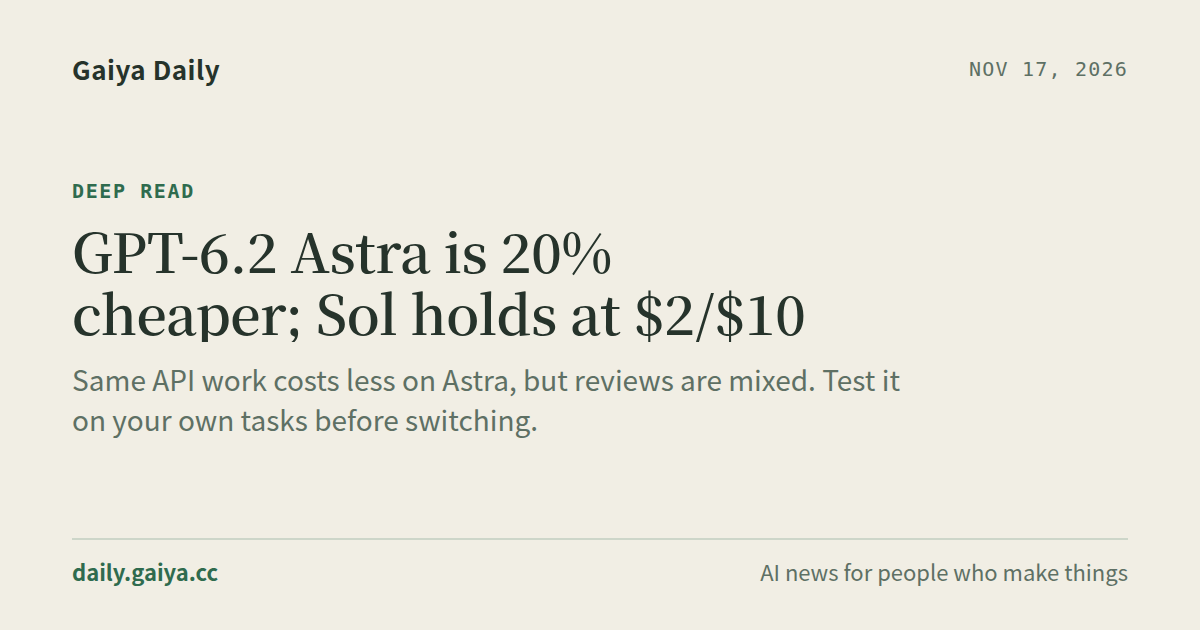 Gaiya Daily
NOV 17, 2026
DEEP READ
GPT-6.2 Astra is 20%
cheaper; Sol holds at $2/$10
Same API work costs less on Astra, but reviews are mixed. Test it
on your own tasks before switching.
daily.gaiya.cc
AI news for people who make things